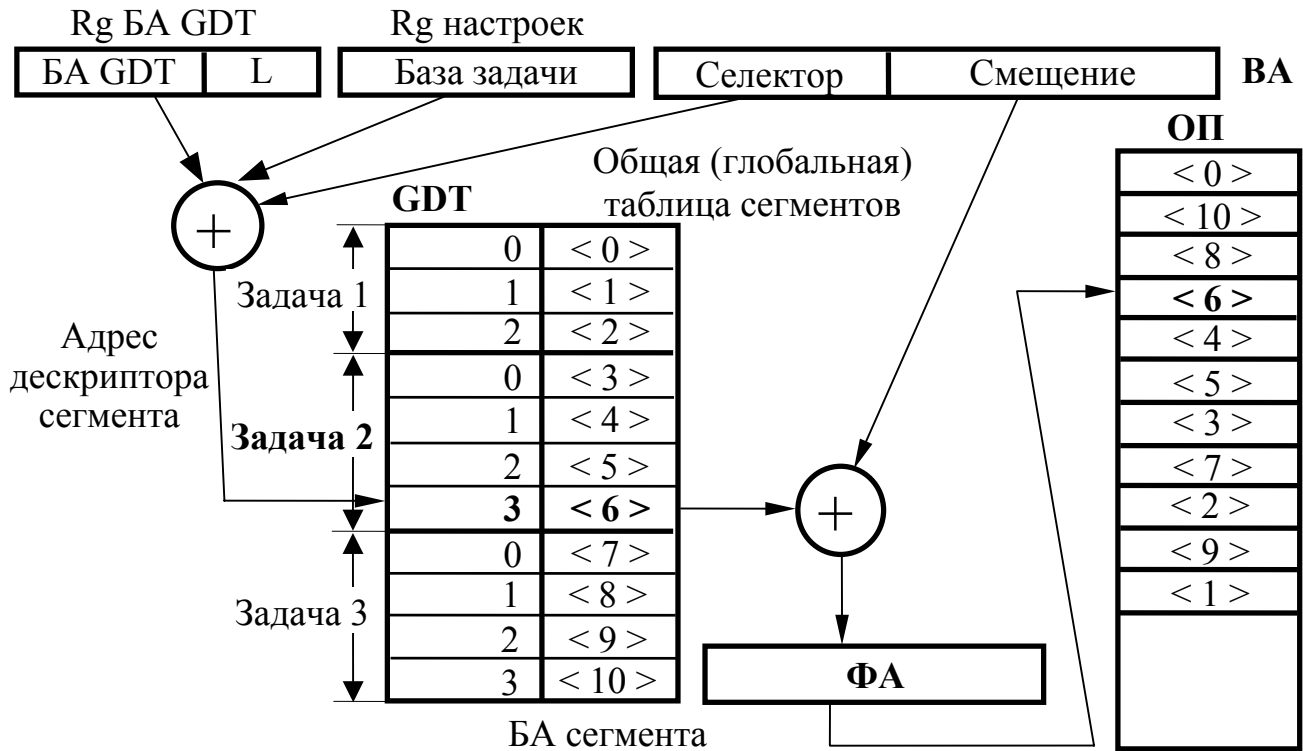 Rg БА GDT
Rg настроек
БА GDT L
База задачи
Селектор Смещение ВА
ОП
Общая (глобальная)
таблица сегментов
GDT
+
Задача 1
0 < 0 >
1 < 1 >
2 < 2 >
Адрес
дескриптора
сегмента
Задача 2
0 < 3 >
1 < 4 >
2 < 5 >
3 < 6 >
Задача 3
0 < 7 >
1 < 8 >
2 < 9 >
3 < 10 >
БА сегмента
+
ФА
< 0 >
< 10 >
< 8 >
< 6 >
< 4 >
< 5 >
< 3 >
< 7 >
< 2 >
< 9 >
< 1 >